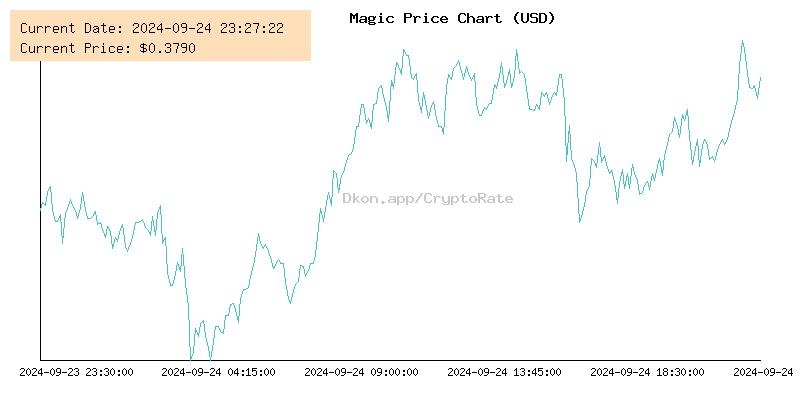 Magic Price Chart (USD)
Current Date: 2024-09-24 23:27:22
Current Price: $0.3790
Dkon.app/CryptoRate
2024-09-23 23:30:00 2024-09-24 04:15:00 2024-09-24 09:00:00 2024-09-24 13:45:00 2024-09-24 18:30:00 2024-09-24